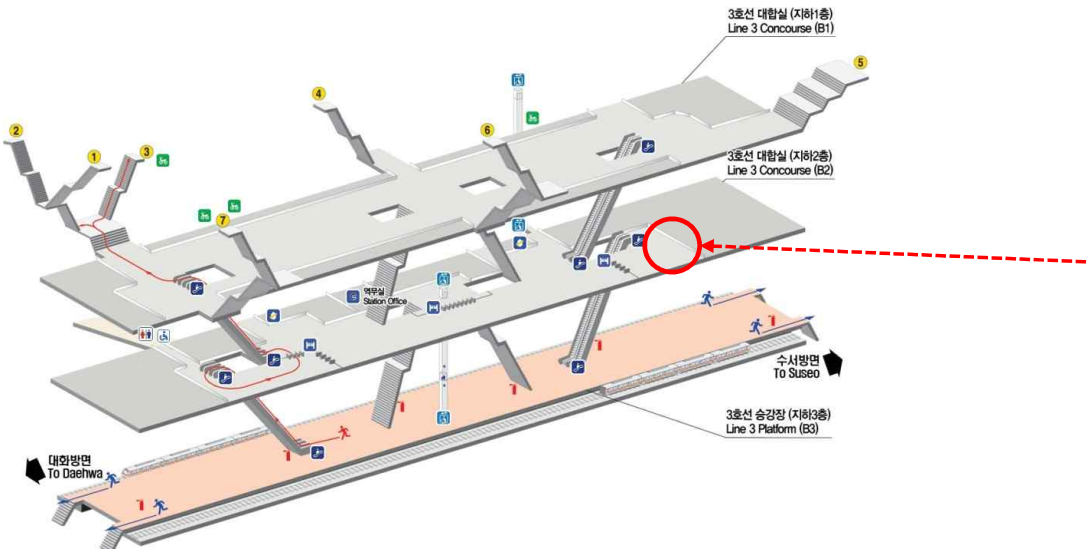 3호선 대합실 (지하1층)
Line 3 Concourse (B1)
5
4
2
1
3
6
3호선 대합실 (지하2층)
Line 3 Concourse (B2)
7
역무실
Station Office
수서방면
To Suseo
3호선 승강장 (지하3층)
Line 3 Platform (B3)
대화방면
To Daehwa